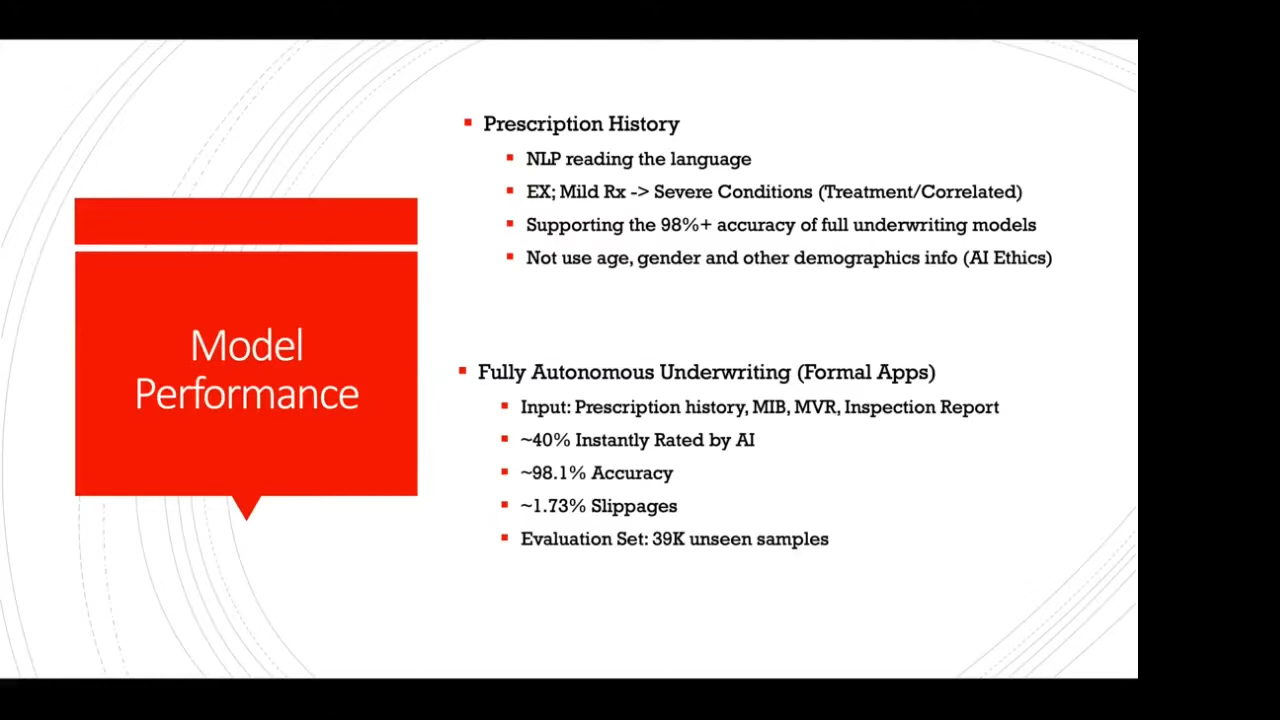 Model
Performance
Prescription History
NLP reading the language
EX; Mild Rx -> Severe Conditions (Treatment/Correlated)
Supporting the 98%+ accuracy of full underwriting models
Not use age, gender and other demographics info (AI Ethics)
Fully Autonomous Underwriting (Formal Apps)
Input: Prescription history, MIB, MVR, Inspection Report
~40% Instantly Rated by AI
~98.1% Accuracy
~1.73% Slippages
Evaluation Set: 39K unseen samples